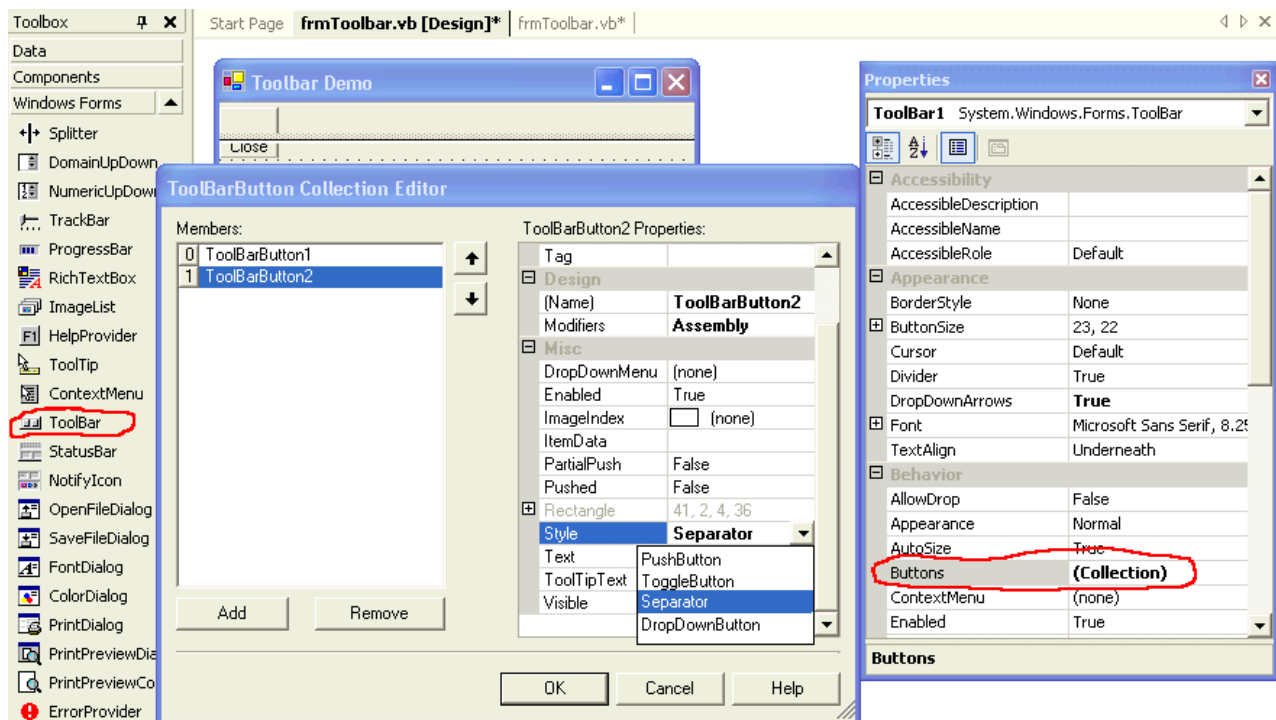 Toolbox
Start Page frmToolbar.vb [Design]* frmToolbar.vb*
Data
Components
Windows Forms
Splitter
DomainUpDown
NumericUpDow
TrackBar
ProgressBar
RichTextBox
ImageList
HelpProvider
ToolTip
ContextMenu
ToolBar
StatusBar
NotifyIcon
OpenFileDialog
SaveFileDialog
FontDialog
ColorDialog
PrintDialog
PrintPreviewDia
PrintPreviewCo
ErrorProvider
Toolbar Demo
Close
ToolBarButton Collection Editor
Members:
0 ToolBarButton1
1 ToolBarButton2
Add Remove
ToolBarButton2 Properties:
Tag
Design
(Name) ToolBarButton2
Modifiers Assembly
Misc
DropDownMenu (none)
Enabled True
ImageIndex (none)
ItemData
PartialPush False
Pushed False
Rectangle 41, 2, 4, 36
Style Separator
Text
ToolTipText
Visible
PushButton
ToggleButton
Separator
DropDownButton
OK Cancel Help
Properties
ToolBar1 System.Windows.Forms.ToolBar
Accessibility
AccessibleDescription
AccessibleName
AccessibleRole Default
Appearance
BorderStyle None
ButtonSize 23, 22
Cursor Default
Divider True
DropDownArrows True
Font Microsoft Sans Serif, 8.25
TextAlign Underneath
Behavior
AllowDrop False
Appearance Normal
AutoSize True
Buttons (Collection)
ContextMenu (none)
Enabled True
Buttons